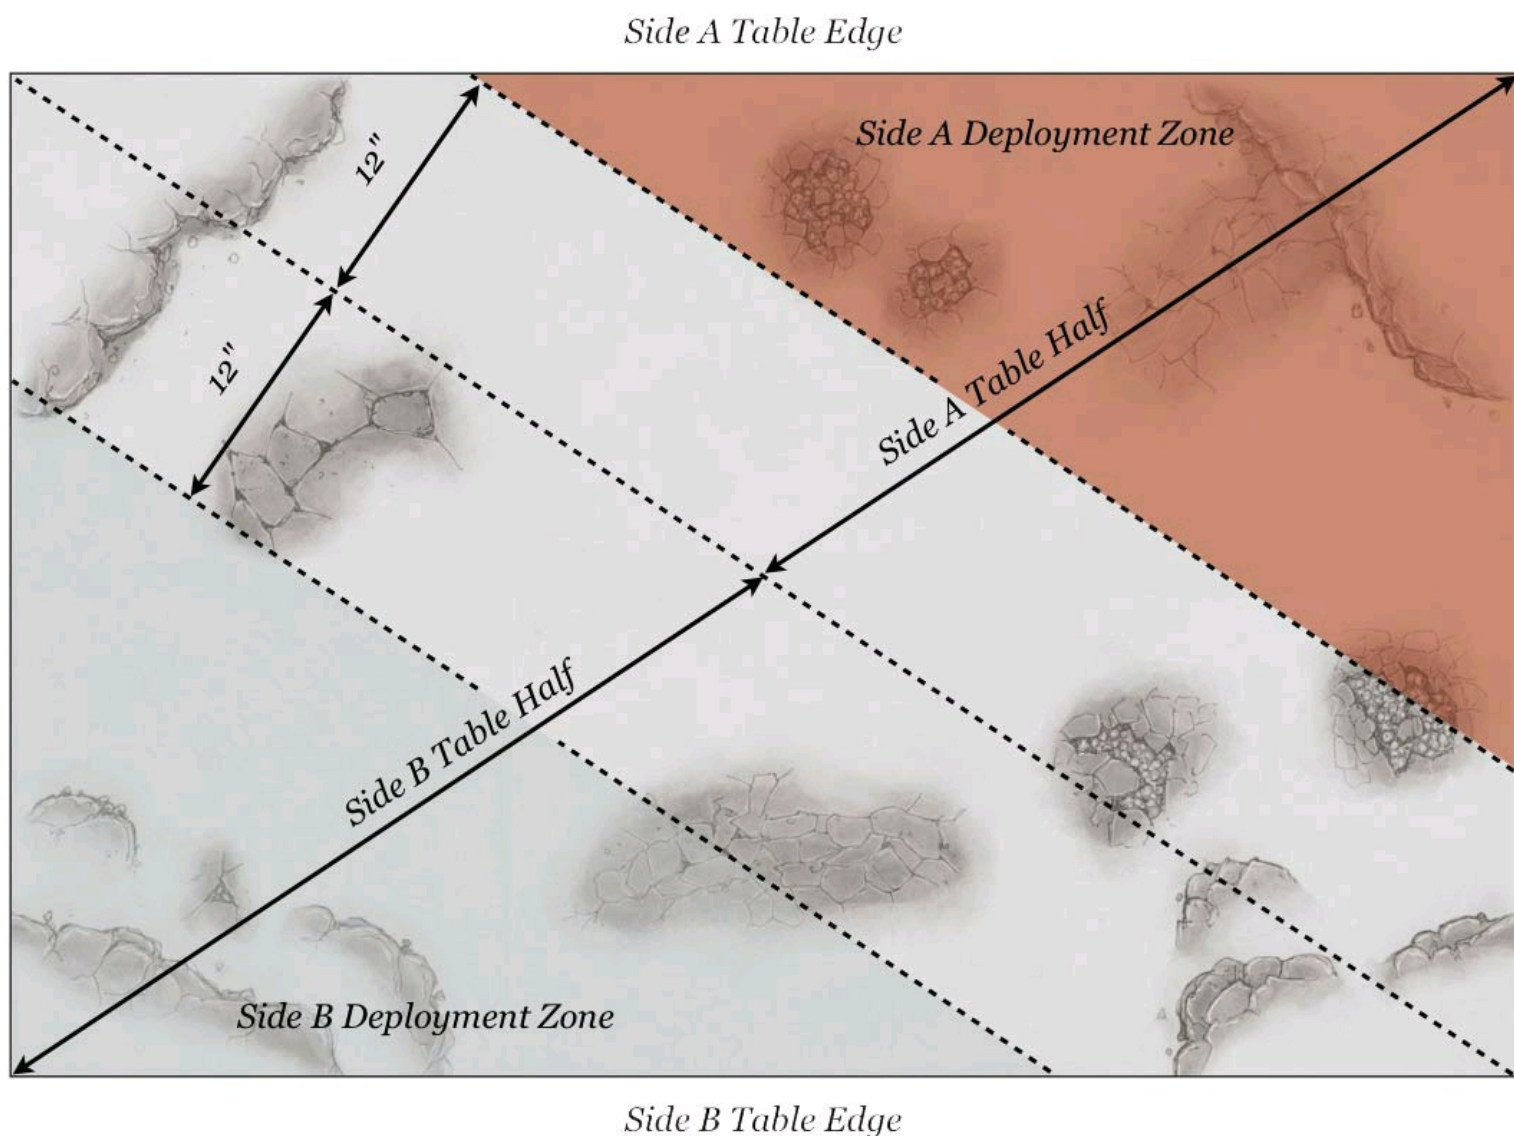 Side A Table Edge
Side A Deployment Zone
12"
12"
Side A Table Half
Side B Table Half
Side B Deployment Zone
Side B Table Edge